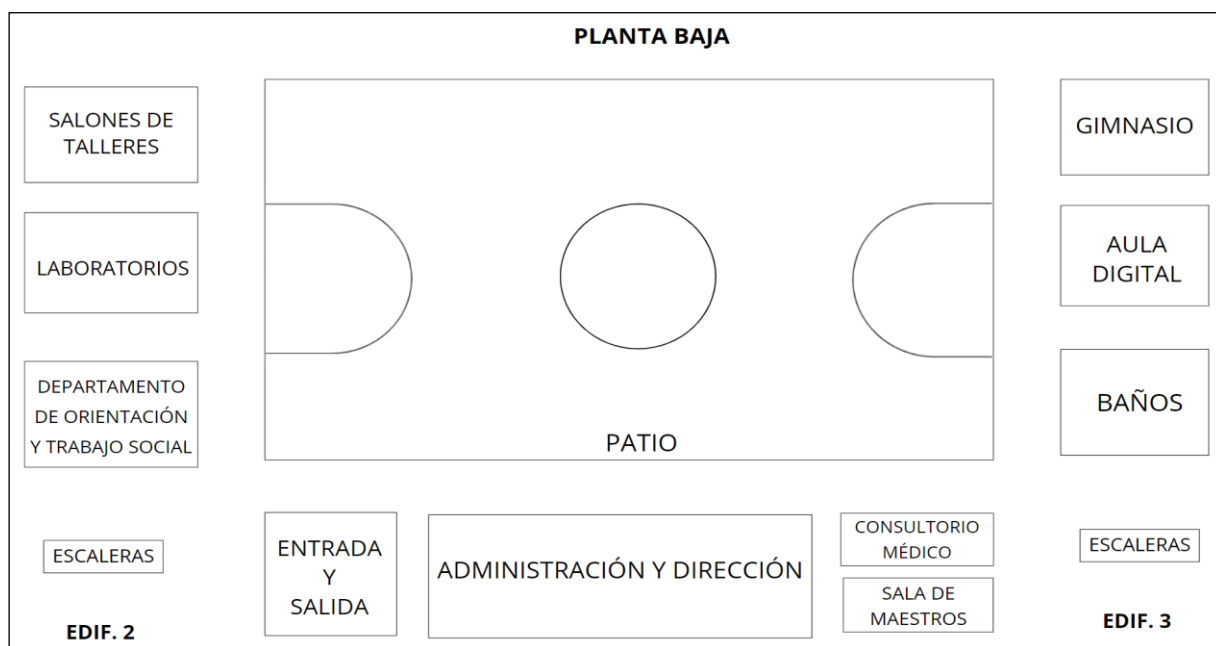 PLANTA BAJA
SALONES DE
TALLERES
GIMNASIO
LABORATORIOS
AULA
DIGITAL
DEPARTAMENTO
DE ORIENTACIÓN
Y TRABAJO SOCIAL
BAÑOS
PATIO
ESCALERAS
ENTRADA
Y
SALIDA
ADMINISTRACIÓN Y DIRECCIÓN
CONSULTORIO
MÉDICO
SALA DE
MAESTROS
ESCALERAS
EDIF. 2
EDIF. 3